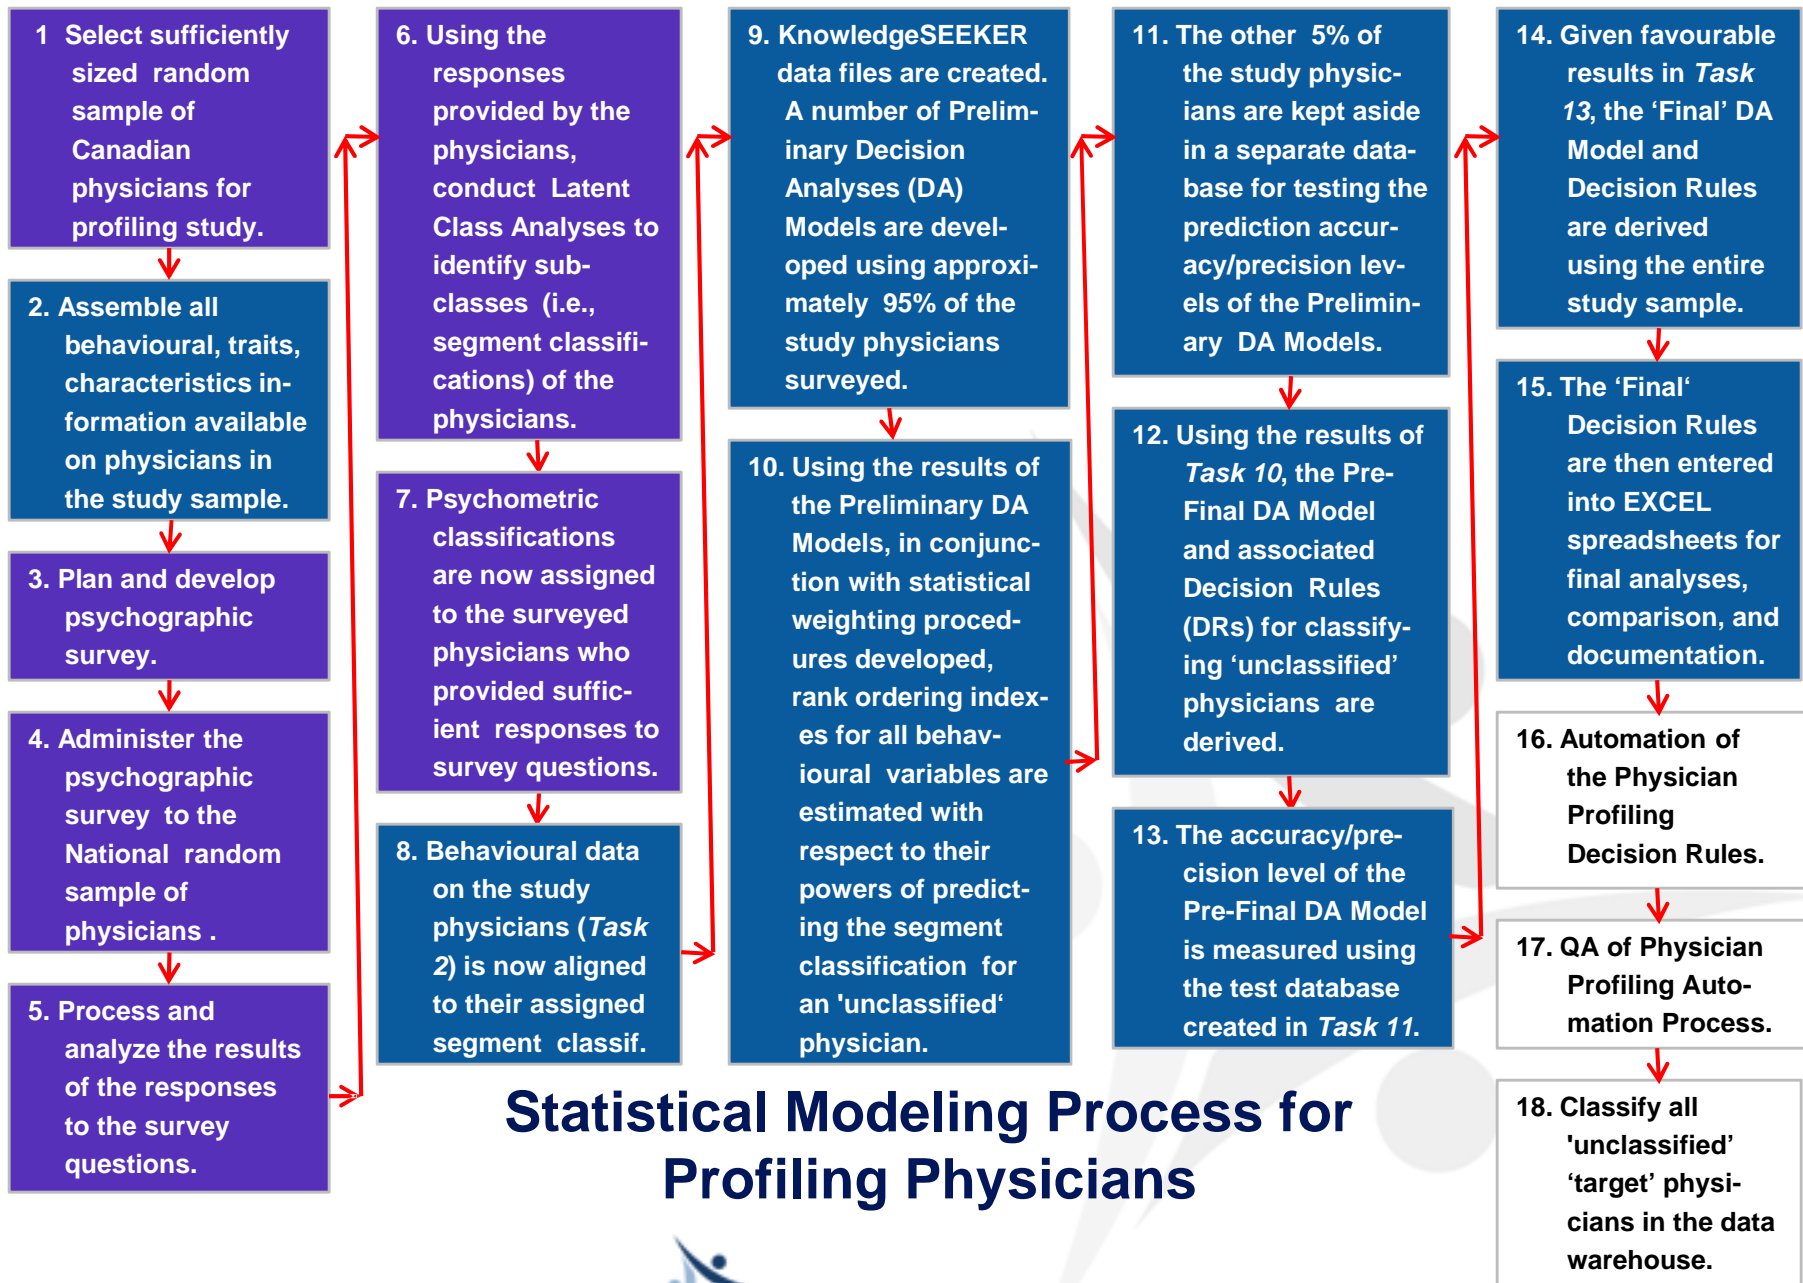 1 Select sufficiently
sized random
sample of
Canadian
physicians for
profiling study.
2. Assemble all
behavioural, traits,
characteristics in-
formation available
on physicians in
the study sample.
3. Plan and develop
psychographic
survey.
4. Administer the
psychographic
survey to the
National random
sample of
physicians .
5. Process and
analyze the results
of the responses
to the survey
questions.
6. Using the
responses
provided by the
physicians,
conduct Latent
Class Analyses to
identify sub-
classes (i.e.,
segment classifi-
cations) of the
physicians.
7. Psychometric
classifications
are now assigned
to the surveyed
physicians who
provided suffic-
ient responses to
survey questions.
8. Behavioural data
on the study
physicians (Task
2) is now aligned
to their assigned
segment classif.
9. KnowledgeSEEKER
data files are created.
A number of Prelim-
inary Decision
Analyses (DA)
Models are devel-
oped using approxi-
mately 95% of the
study physicians
surveyed.
10. Using the results of
the Preliminary DA
Models, in conjunc-
tion with statistical
weighting proced-
ures developed,
rank ordering index-
es for all behav-
ioural variables are
estimated with
respect to their
powers of predict-
ing the segment
classification for
an 'unclassified‘
physician.
11. The other 5% of
the study physic-
ians are kept aside
in a separate data-
base for testing the
prediction accur-
acy/precision lev-
els of the Prelimin-
ary DA Models.
12. Using the results of
Task 10, the Pre-
Final DA Model
and associated
Decision Rules
(DRs) for classify-
ing ‘unclassified’
physicians are
derived.
13. The accuracy/pre-
cision level of the
Pre-Final DA Model
is measured using
the test database
created in Task 11.
14. Given favourable
results in Task
13, the ‘Final’ DA
Model and
Decision Rules
are derived
using the entire
study sample.
15. The ‘Final‘
Decision Rules
are then entered
into EXCEL
spreadsheets for
final analyses,
comparison, and
documentation.
16. Automation of
the Physician
Profiling
Decision Rules.
17. QA of Physician
Profiling Auto-
mation Process.
18. Classify all
'unclassified’
‘target’ physi-
cians in the data
warehouse.
Statistical Modeling Process for
Profiling Physicians